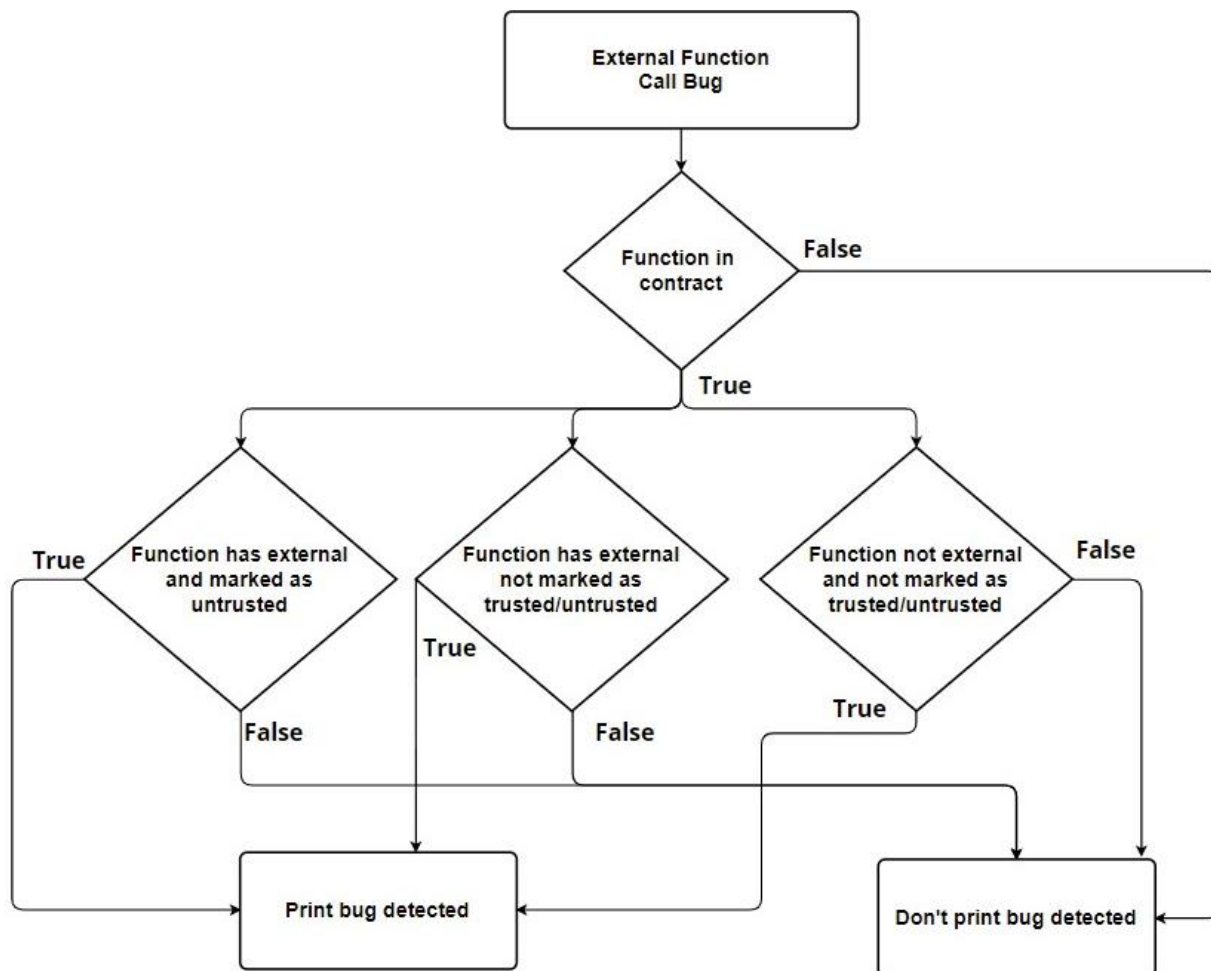 External Function
Call Bug
Function in
contract
False
True
Function has external
and marked as
untrusted
True
False
Function has external
not marked as
trusted/untrusted
True
False
Function not external
and not marked as
trusted/untrusted
False
True
Print bug detected
Don't print bug detected